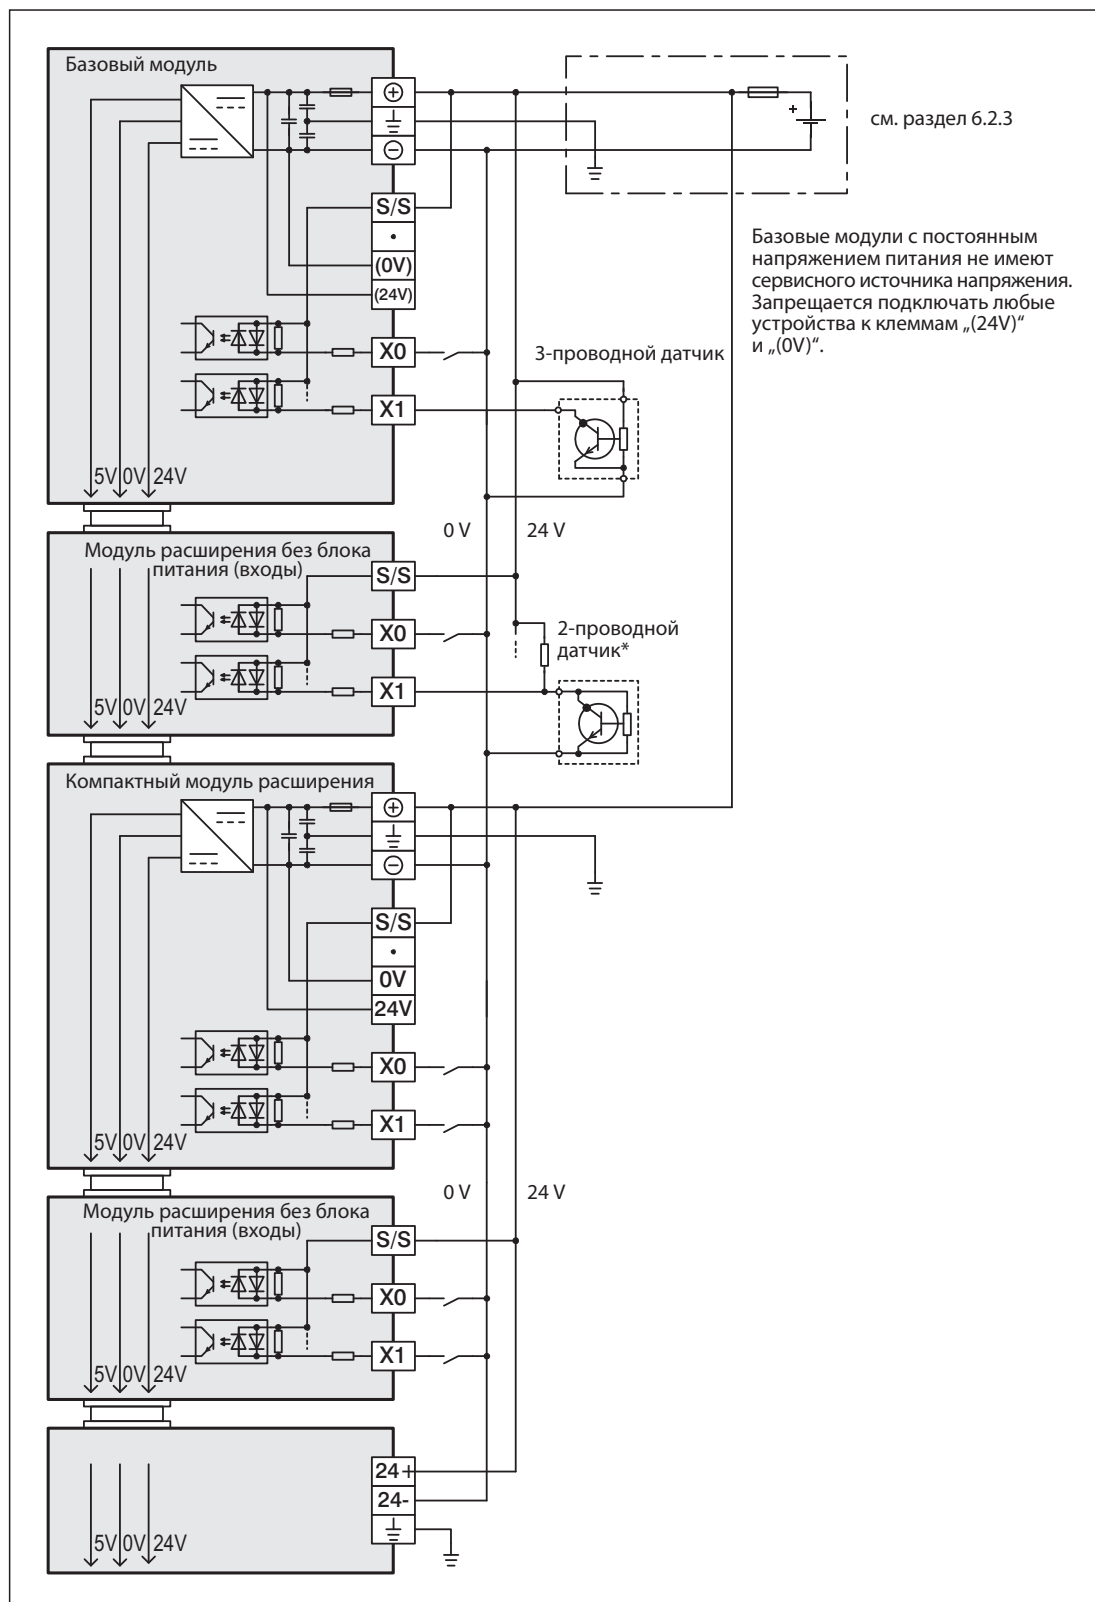 Базовый модуль
+
-
см. раздел 6.2.3
+
-
S/S
•
(0V)
(24V)
Базовые модули с постоянным
напряжением питания не имеют
сервисного источника напряжения.
Запрещается подключать любые
устройства к клеммам „(24V)“
и „(0V)“.
X0
3-проводной датчик
X1
5V 0V 24V
0 V 24 V
Модуль расширения без блока
питания (входы)
S/S
X0
2-проводной
датчик*
X1
5V 0V 24V
Компактный модуль расширения
+
-
S/S
•
0V
24V
X0
X1
5V 0V 24V
0 V 24 V
Модуль расширения без блока
питания (входы)
S/S
X0
X1
5V 0V 24V
24+
24-
5V 0V 24V